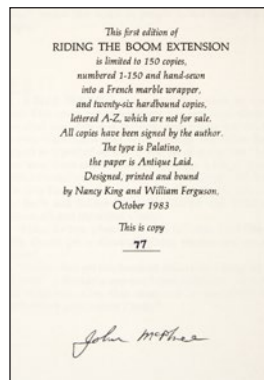 This first edition of
RIDING THE BOOM EXTENSION
is limited to 150 copies,
numbered 1-150 and hand-sewn
into a French marble wrapper,
and twenty-six hardbound copies,
lettered A-Z, which are not for sale.
All copies have been signed by the author.
The type is Palatino,
the paper is Antique Laid.
Designed, printed and bound
by Nancy King and William Ferguson,
October 1983
This is copy
77
John McPhee